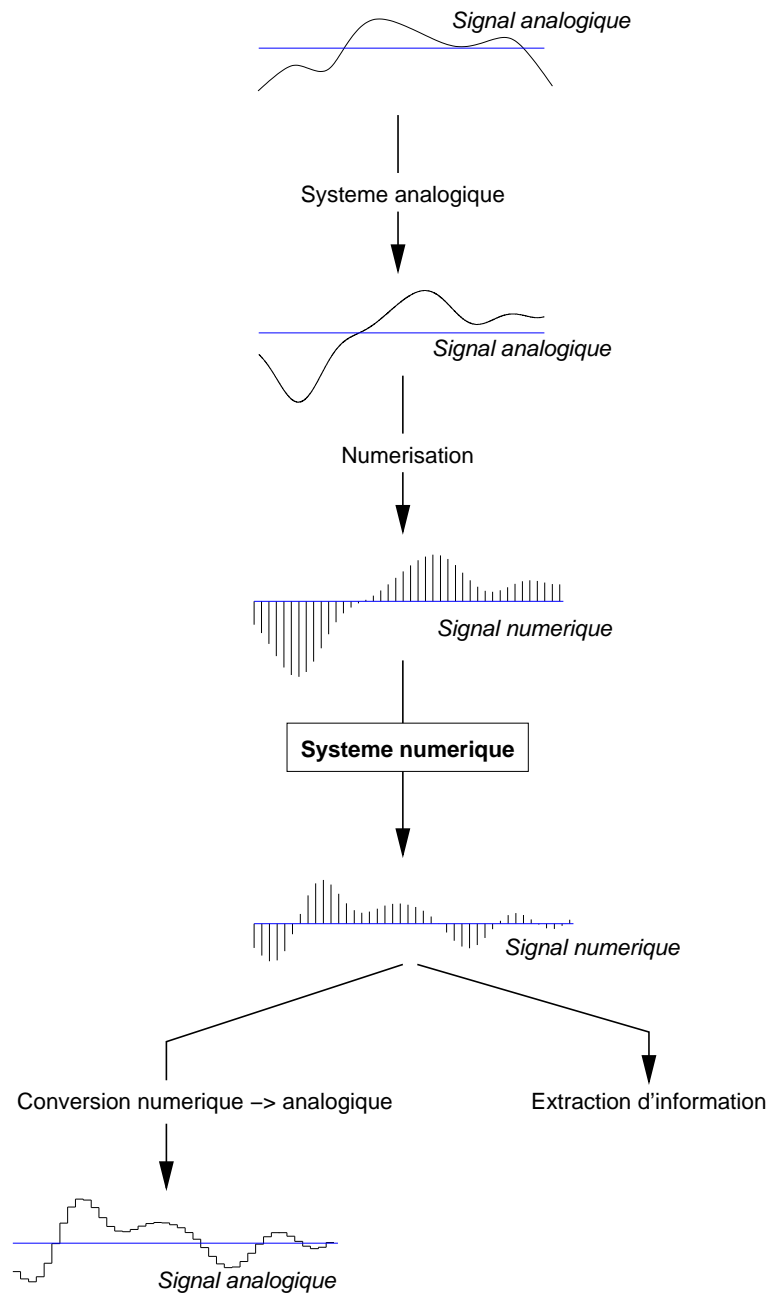 Signal analogique
Systeme analogique
Signal analogique
Numerisation
Signal numerique
Systeme numerique
Signal numerique
Conversion numerique −> analogique
Extraction d'information
Signal analogique